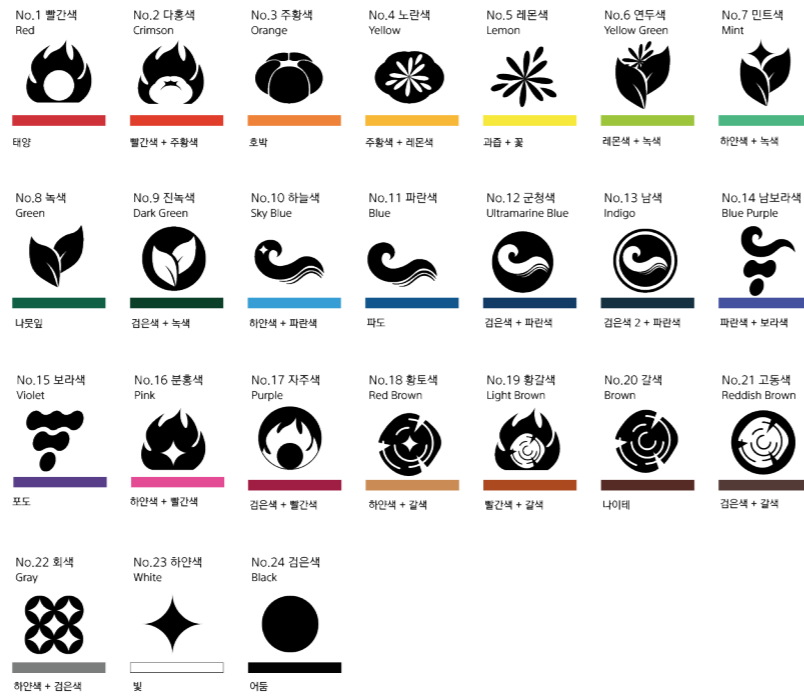 No.1 빨간색
Red
태양
No.2 다홍색
Crimson
빨간색 + 주황색
No.3 주황색
Orange
호박
No.4 노란색
Yellow
주황색 + 레몬색
No.5 레몬색
Lemon
과즙 + 꽃
No.6 연두색
Yellow Green
레몬색 + 녹색
No.7 민트색
Mint
하얀색 + 녹색
No.8 녹색
Green
나뭇잎
No.9 진녹색
Dark Green
검은색 + 녹색
No.10 하늘색
Sky Blue
하얀색 + 파란색
No.11 파란색
Blue
파도
No.12 군청색
Ultramarine Blue
검은색 + 파란색
No.13 남색
Indigo
검은색 2 + 파란색
No.14 남보라색
Blue Purple
파란색 + 보라색
No.15 보라색
Violet
포도
No.16 분홍색
Pink
하얀색 + 빨간색
No.17 자주색
Purple
검은색 + 빨간색
No.18 황토색
Red Brown
하얀색 + 갈색
No.19 황갈색
Light Brown
빨간색 + 갈색
No.20 갈색
Brown
나이테
No.21 고동색
Reddish Brown
검은색 + 갈색
No.22 회색
Gray
하얀색 + 검은색
No.23 하얀색
White
빛
No.24 검은색
Black
어둠